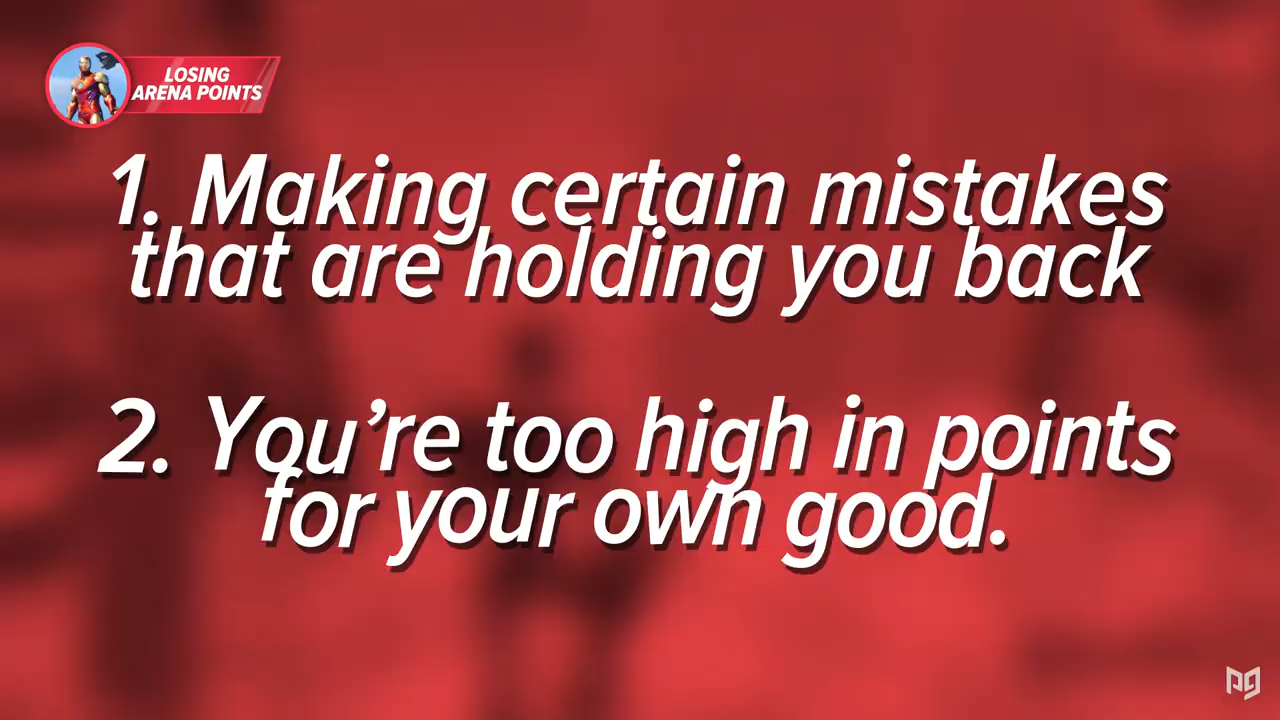 LOSING
ARENA POINTS
1. Making certain mistakes
that are holding you back
2. You’re too high in points
for your own good.
PG